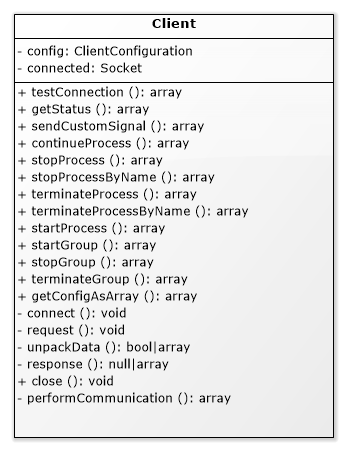 Client
- config: ClientConfiguration
- connected: Socket
+ testConnection (): array
+ getStatus (): array
+ sendCustomSignal (): array
+ continueProcess (): array
+ stopProcess (): array
+ stopProcessByName (): array
+ terminateProcess (): array
+ terminateProcessByName (): array
+ startProcess (): array
+ startGroup (): array
+ stopGroup (): array
+ terminateGroup (): array
+ getConfigAsArray (): array
- connect (): void
- request (): void
- unpackData (): bool|array
- response (): null|array
+ close (): void
- performCommunication (): array